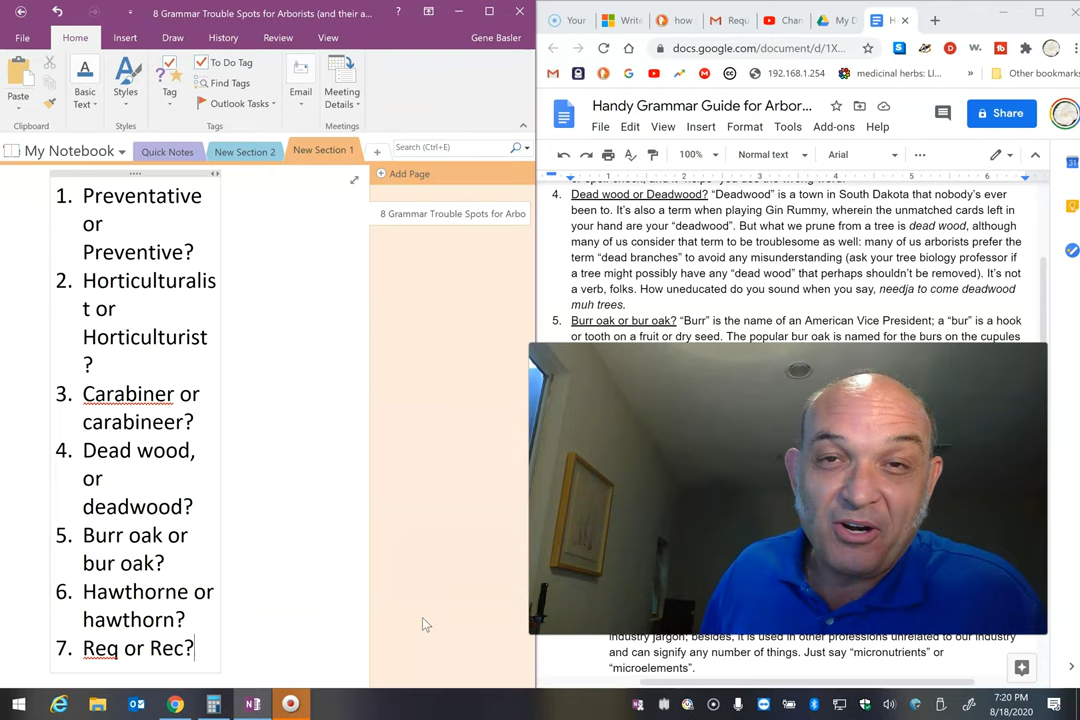 8 Grammar Trouble Spots for Arborists (and their a...
Gene Basler
File
Home
Insert
Draw
History
Review
View
Paste
Basic
Text
Styles
Tag
To Do Tag
Find Tags
Outlook Tasks
Email
Meeting
Details
Clipboard
Styles
Tags
Meetings
My Notebook
Quick Notes
New Section 2
New Section 1
Search (Ctrl+E)
Add Page
8 Grammar Trouble Spots for Arbo
1. Preventative
or
Preventive?
2. Horticulturalis
t or
Horticulturist
?
3. Carabiner or
carabineer?
4. Dead wood,
or
deadwood?
5. Burr oak or
bur oak?
6. Hawthorne or
hawthorn?
7. Req or Rec?
Your
Write
how
Requ
Chan
My D
H
docs.google.com/document/d/1X...
192.168.1.254
medicinal herbs: LI...
Other bookmarks
Handy Grammar Guide for Arbor...
File Edit View Insert Format Tools Add-ons Help
Share
100%
Normal text
Arial
1 2 3 4 5 6
4. Dead wood or Deadwood? “Deadwood” is a town in South Dakota that nobody’s ever
been to. It’s also a term when playing Gin Rummy, wherein the unmatched cards left in
your hand are your “deadwood”. But what we prune from a tree is dead wood, although
many of us consider that term to be troublesome as well: many of us arborists prefer the
term “dead branches” to avoid any misunderstanding (ask your tree biology professor if
a tree might possibly have any “dead wood” that perhaps shouldn’t be removed). It’s not
a verb, folks. How uneducated do you sound when you say, needja to come deadwood
muh trees.
5. Burr oak or bur oak? “Burr” is the name of an American Vice President; a “bur” is a hook
or tooth on a fruit or dry seed. The popular bur oak is named for the burs on the cupules
industry jargon; besides, it is used in other professions unrelated to our industry
and can signify any number of things. Just say “micronutrients” or
“microelements”.
7:20 PM
8/18/2020